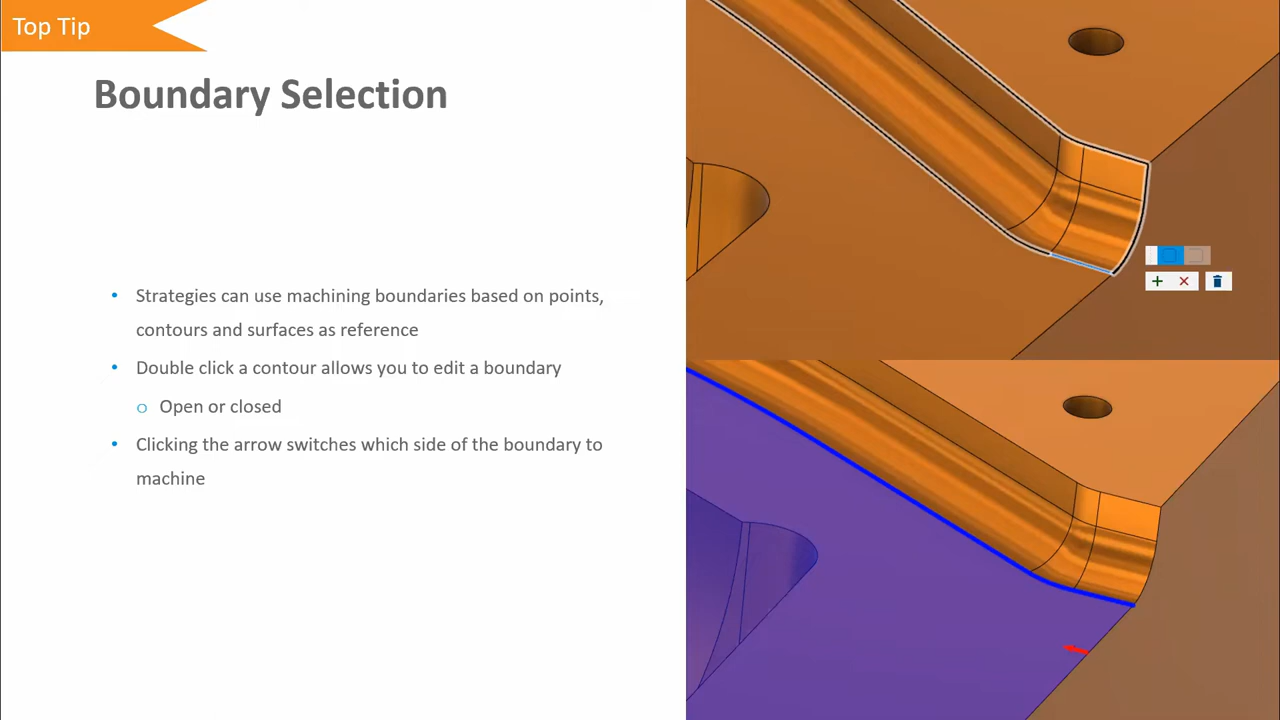 Top Tip
Boundary Selection
• Strategies can use machining boundaries based on points,
contours and surfaces as reference
• Double click a contour allows you to edit a boundary
o Open or closed
• Clicking the arrow switches which side of the boundary to
machine